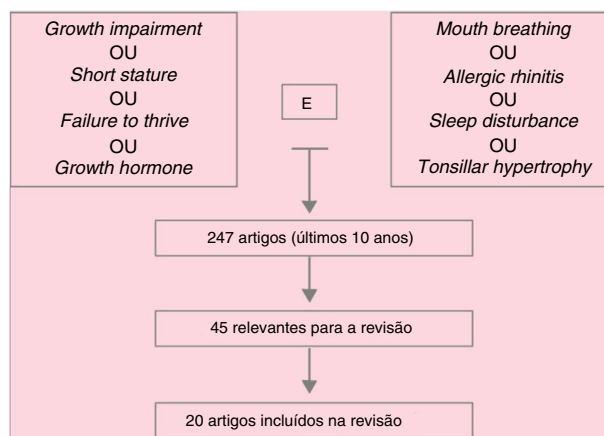 Growth impairment
OU
Short stature
OU
Failure to thrive
OU
Growth hormone
E
Mouth breathing
OU
Allergic rhinitis
OU
Sleep disturbance
OU
Tonsillar hypertrophy
247 artigos (últimos 10 anos)
45 relevantes para a revisão
20 artigos incluídos na revisão